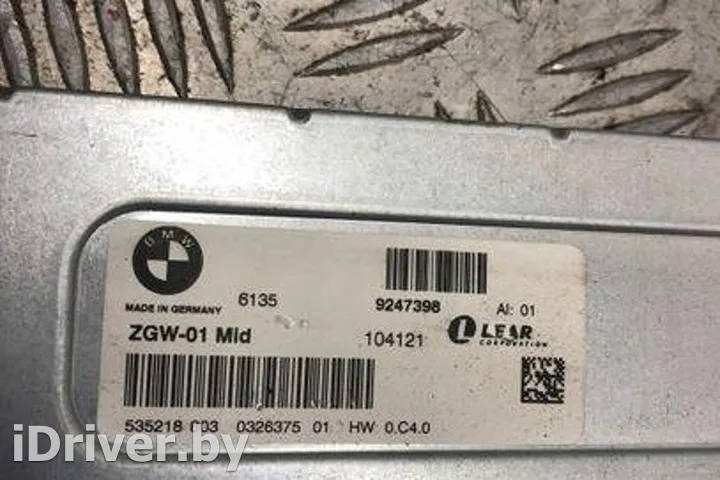 BMW
MADE IN GERMANY 6135 9247398 AI: 01
ZGW-01 Mid 104121 LEAR
CORPORATION
535218 003 0326375 01 HW 0.C4.0
iDriver.by